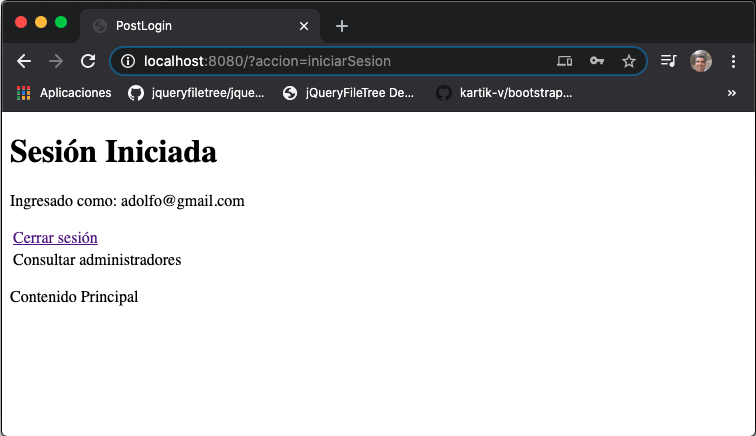 PostLogin
localhost:8080/?accion=iniciarSesion
Aplicaciones
jqueryfiletree/jque...
jQueryFileTree De...
kartik-v/bootstrap...
Sesión Iniciada
Ingresado como: adolfo@gmail.com
Cerrar sesión
Consultar administradores
Contenido Principal